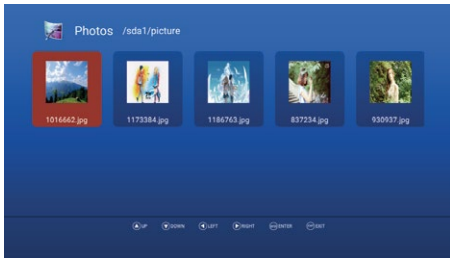 Photos /sda1/picture
1016662.jpg 1173384.jpg 1186763.jpg 837234.jpg 930937.jpg
UP DOWN LEFT RIGHT ENTER EXIT